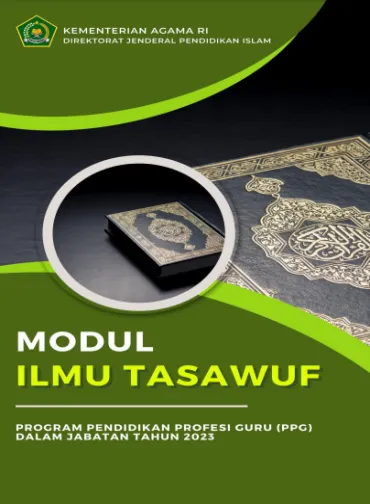 KEMENTERIAN AGAMA RI
DIREKTORAT JENDERAL PENDIDIKAN ISLAM
MODUL
ILMU TASAWUF
PROGRAM PENDIDIKAN PROFESI GURU (PPG)
DALAM JABATAN TAHUN 2023